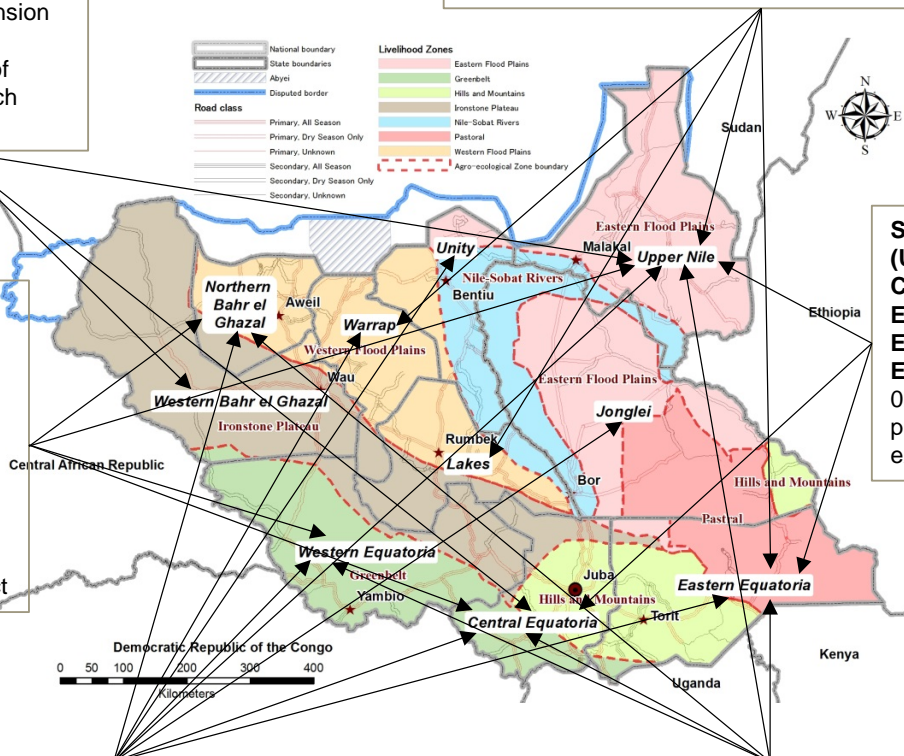 nsion
of
ch
National boundary
State boundaries
Abyei
Disputed border
Road class
Primary, All Season
Primary, Dry Season Only
Primary, Unknown
Secondary, All Season
Secondary, Dry Season Only
Secondary, Unknown
Livelihood Zones
Eastern Flood Plains
Greenbelt
Hills and Mountains
Ironstone Plateau
Nile-Sobat Rivers
Pastoral
Western Flood Plains
Agro-ecological Zone boundary
N
W E
S
Sudan
Eastern Flood Plains
Unity
Malakal
Upper Nile
Nile-Sobat Rivers
Bentiu
Northern
Bahr el
Ghazal
Aweil
Warrap
Western Flood Plains
Ethiopia
Wau
Eastern Flood Plains
Western Bahr el Ghazal
Jonglei
Ironstone Plateau
Rumbek
Lakes
Central African Republic
Bor
Hills and Mountains
Pastral
Western Equatoria
Greenbelt
Juba
Eastern Equatoria
Yambio
Hills and Mountains
Torit
Central Equatoria
Democratic Republic of the Congo
0 50 100 200 300 400
Kilometers
Kenya
Uganda
S
(U
C
E
E
E
0
p
e
ct